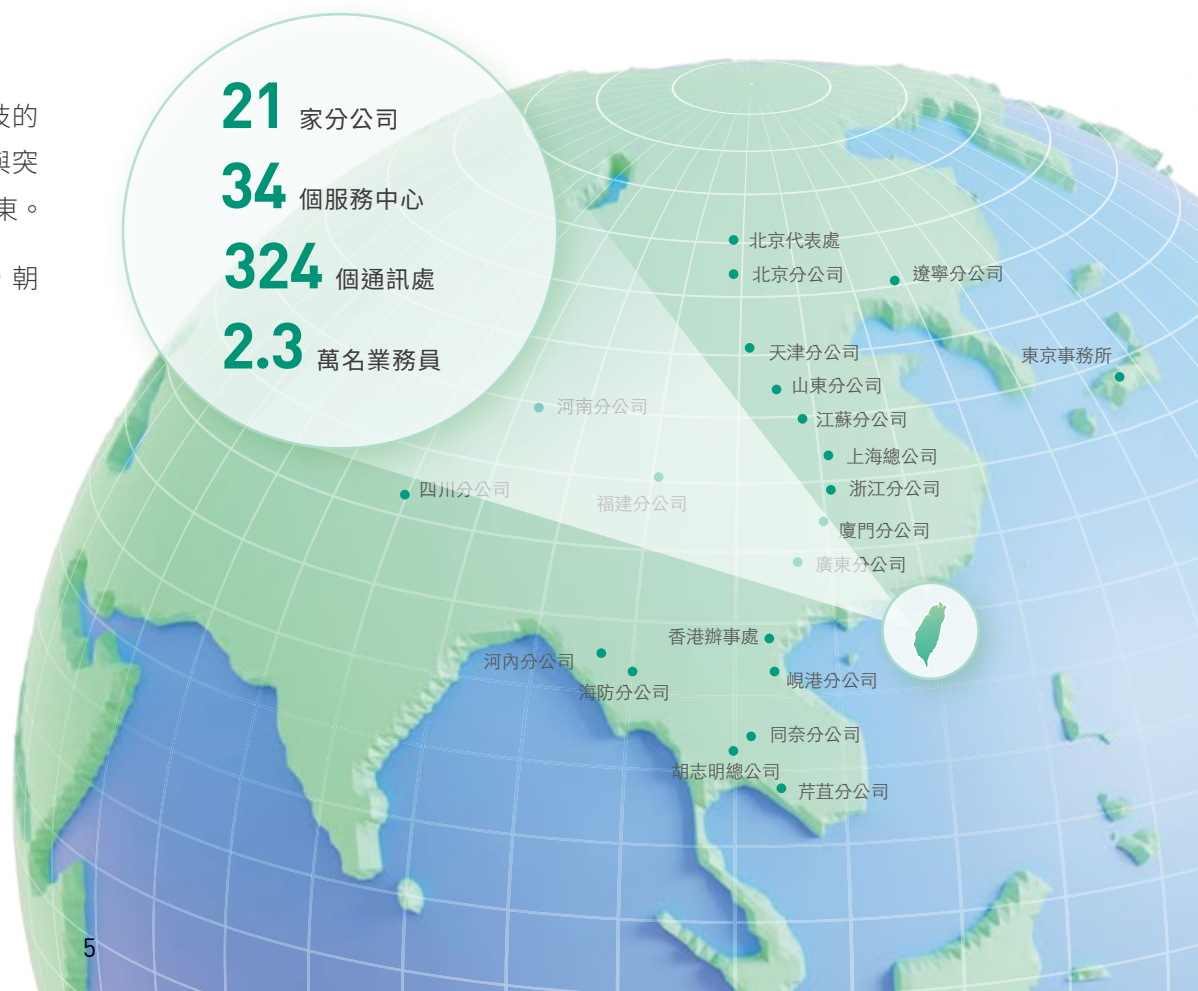 技的
與突
東。
朝
21 家分公司
34 個服務中心
324 個通訊處
2.3 萬名業務員
北京代表處
北京分公司
遼寧分公司
天津分公司
東京事務所
山東分公司
河南分公司
江蘇分公司
上海總公司
四川分公司
浙江分公司
福建分公司
廈門分公司
廣東分公司
香港辦事處
河內分公司
峴港分公司
海防分公司
同奈分公司
胡志明總公司
芹苴分公司
5